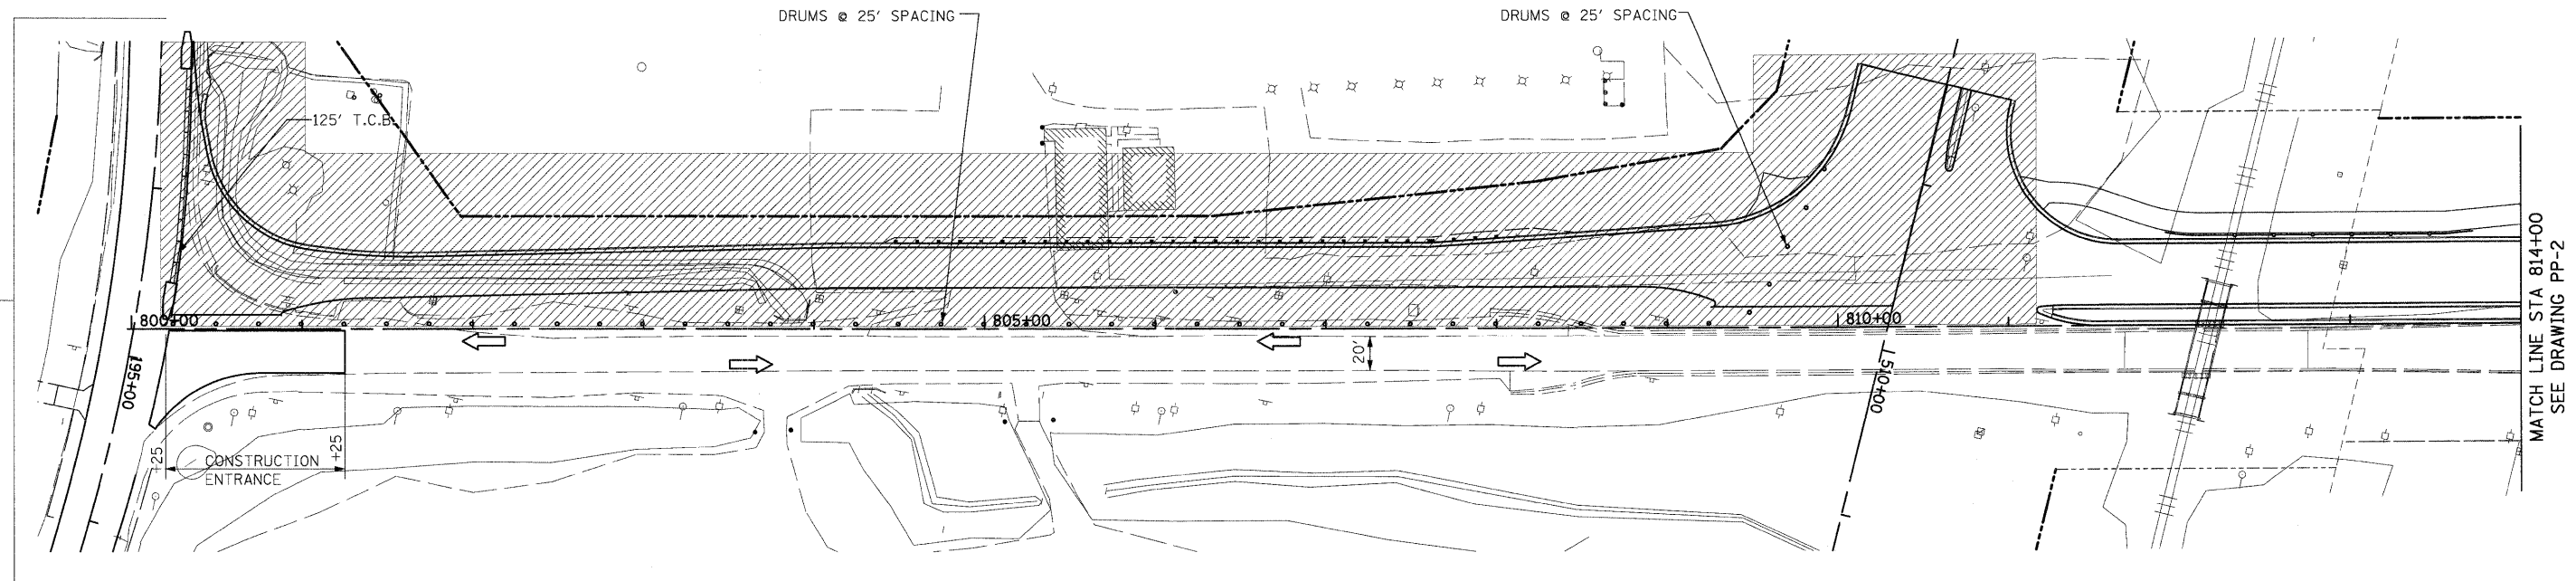 DRUMS @ 25' SPACING
DRUMS @ 25' SPACING
125' T.C.B.
800+00
805+00
810+00
195+00
20'
510+00
+25
+25
CONSTRUCTION
ENTRANCE
MATCH LINE STA 814+00
SEE DRAWING PP-2